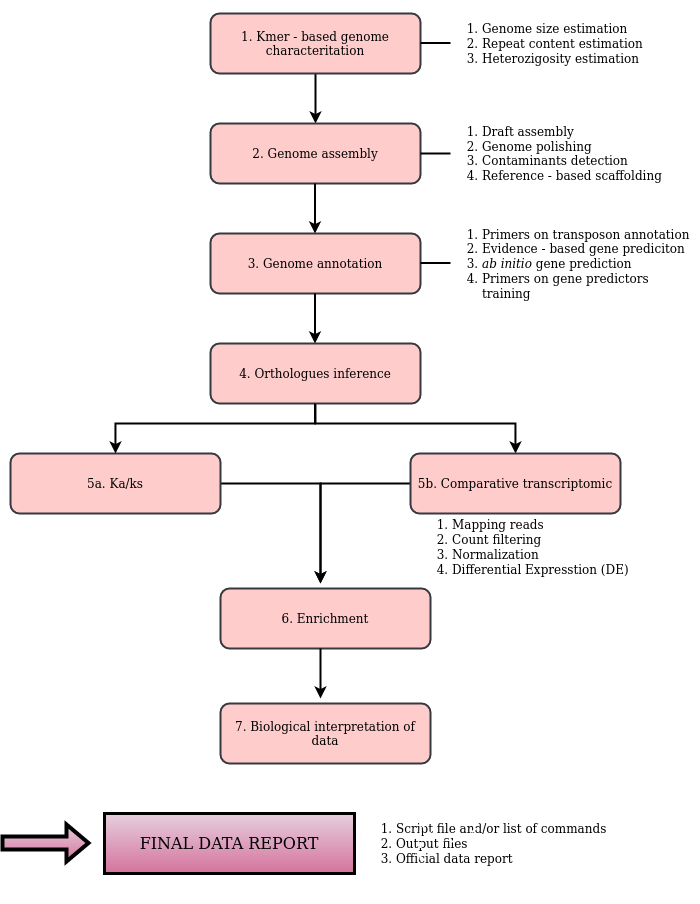 1. Kmer - based genome
characteritation
1. Genome size estimation
2. Repeat content estimation
3. Heterozigosity estimation
2. Genome assembly
1. Draft assembly
2. Genome polishing
3. Contaminants detection
4. Reference - based scaffolding
3. Genome annotation
1. Primers on transposon annotation
2. Evidence - based gene prediciton
3. ab initio gene prediction
4. Primers on gene predictors
training
4. Orthologues inference
5a. Ka/ks
5b. Comparative transcriptomic
1. Mapping reads
2. Count filtering
3. Normalization
4. Differential Expresstion (DE)
6. Enrichment
7. Biological interpretation of
data
FINAL DATA REPORT
1. Script file and/or list of commands
2. Output files
3. Official data report